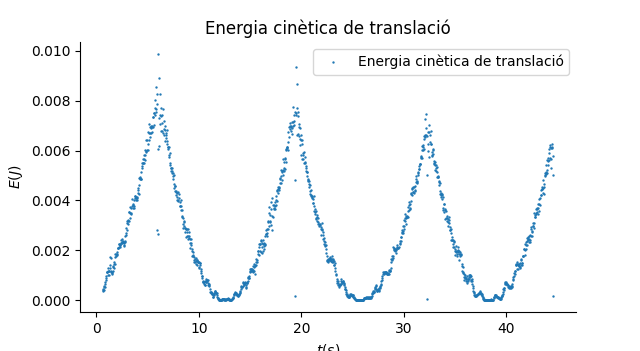 Energia cinètica de translació
Energia cinètica de translació
0.010
0.008
0.006
0.004
0.002
0.000
E(J)
0
10
20
30
40
t(s)